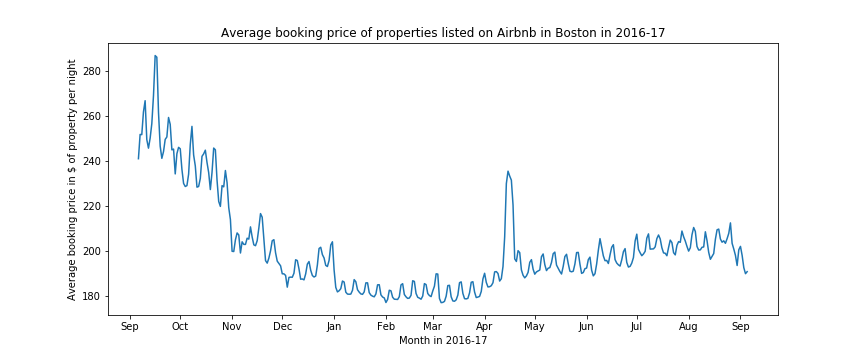 Average booking price of properties listed on Airbnb in Boston in 2016-17
Average booking price in $ of property per night
280
260
240
220
200
180
Sep Oct Nov Dec Jan Feb Mar Apr May Jun Jul Aug Sep
Month in 2016-17